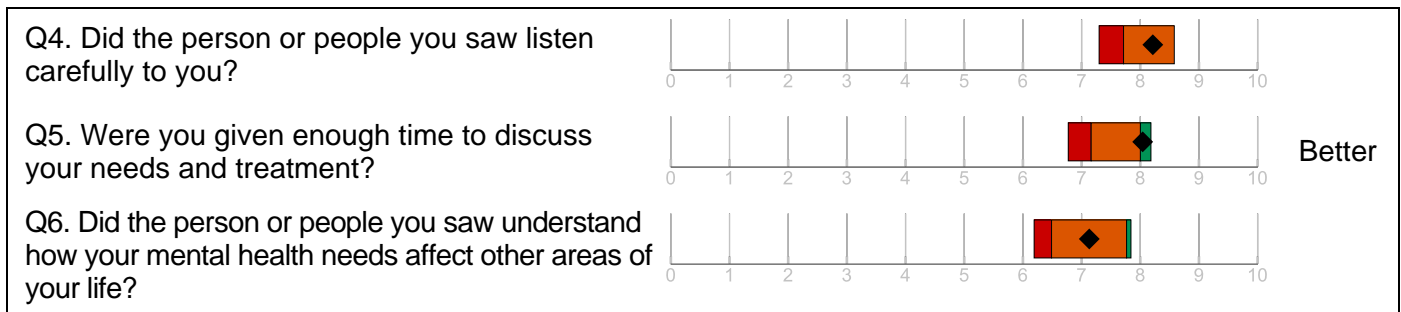 Q4. Did the person or people you saw listen
carefully to you?
0 1 2 3 4 5 6 7 8 9 10
Q5. Were you given enough time to discuss
your needs and treatment?
Better
0 1 2 3 4 5 6 7 8 9 10
Q6. Did the person or people you saw understand
how your mental health needs affect other areas of
your life?
0 1 2 3 4 5 6 7 8 9 10